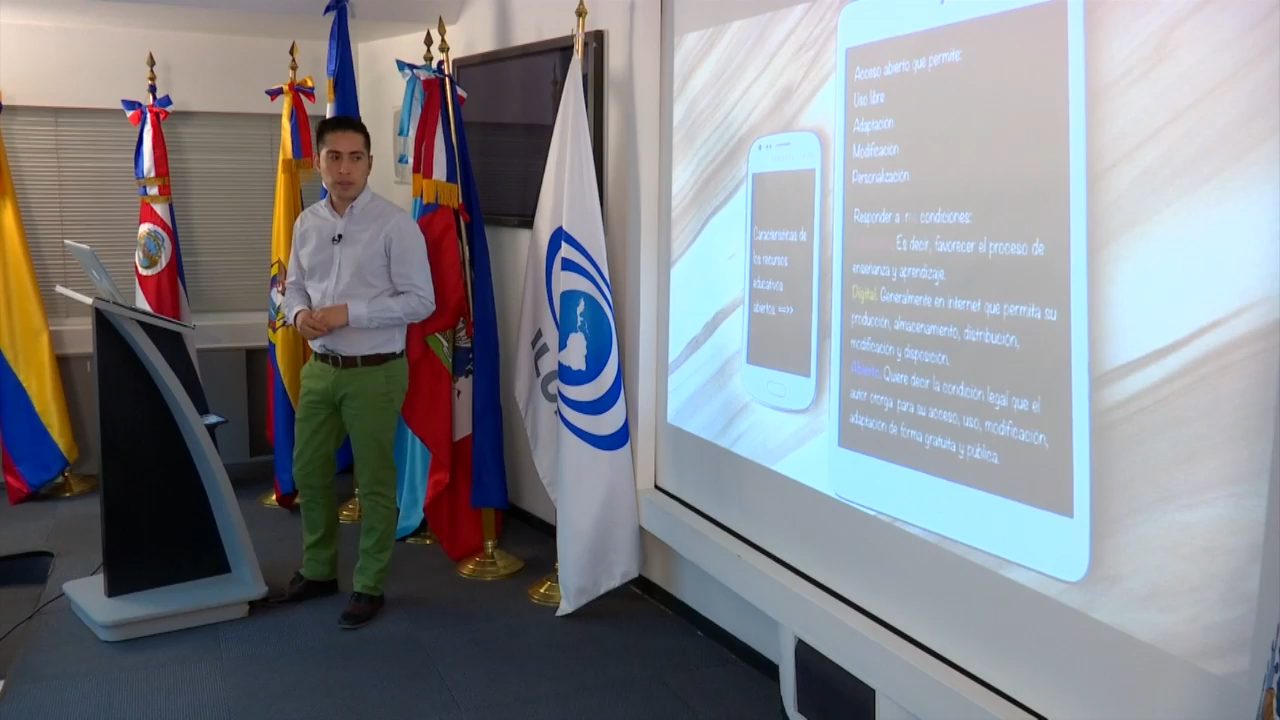 ILC
Características de
los recursos
educativos
abiertos ==>>
Acceso abierto que permite:
Uso libre
Adaptación
Modificación
Personalización
Responder a condiciones:
Es decir, favorecer el proceso de
enseñanza y aprendizaje.
Digital. Generalmente en internet que permita su
producción, almacenamiento, distribución,
modificación y disposición.
Abierto. Quiere decir la condición legal que el
autor otorga para su acceso, uso, modificación,
adaptación de forma gratuita y pública.